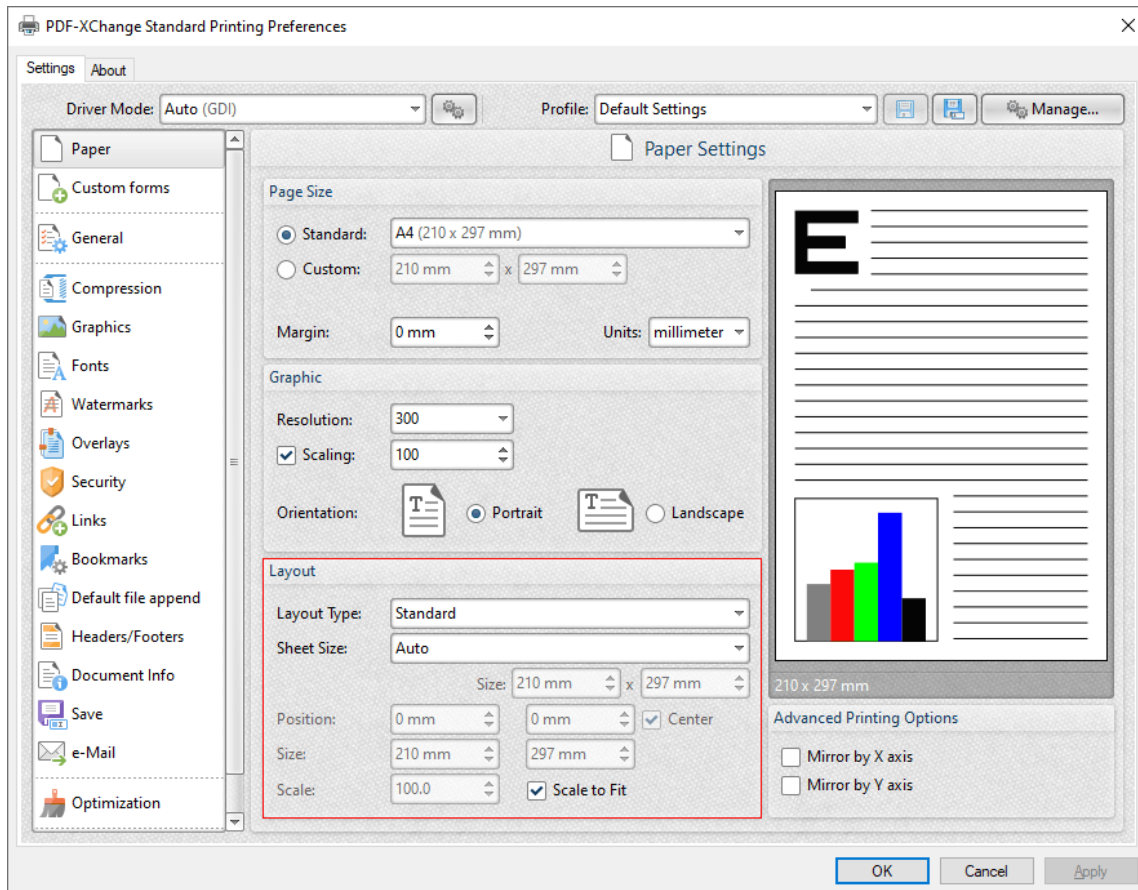 PDF-XChange Standard Printing Preferences
Settings About
Driver Mode: Auto (GDI) Profile: Default Settings Manage...
Paper
Custom forms
General
Compression
Graphics
Fonts
Watermarks
Overlays
Security
Links
Bookmarks
Default file append
Headers/Footers
Document Info
Save
e-Mail
Optimization
Paper Settings
Page Size
Standard: A4 (210 x 297 mm)
Custom: 210 mm x 297 mm
Margin: 0 mm Units: millimeter
Graphic
Resolution: 300
Scaling: 100
Orientation: T Portrait T Landscape
Layout
Layout Type: Standard
Sheet Size: Auto
Size: 210 mm x 297 mm
Position: 0 mm 0 mm Center
Size: 210 mm 297 mm
Scale: 100.0 Scale to Fit
E
210 x 297 mm
Advanced Printing Options
Mirror by X axis
Mirror by Y axis
OK Cancel Apply